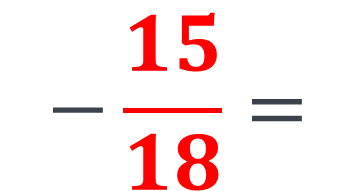 − 15/18 =